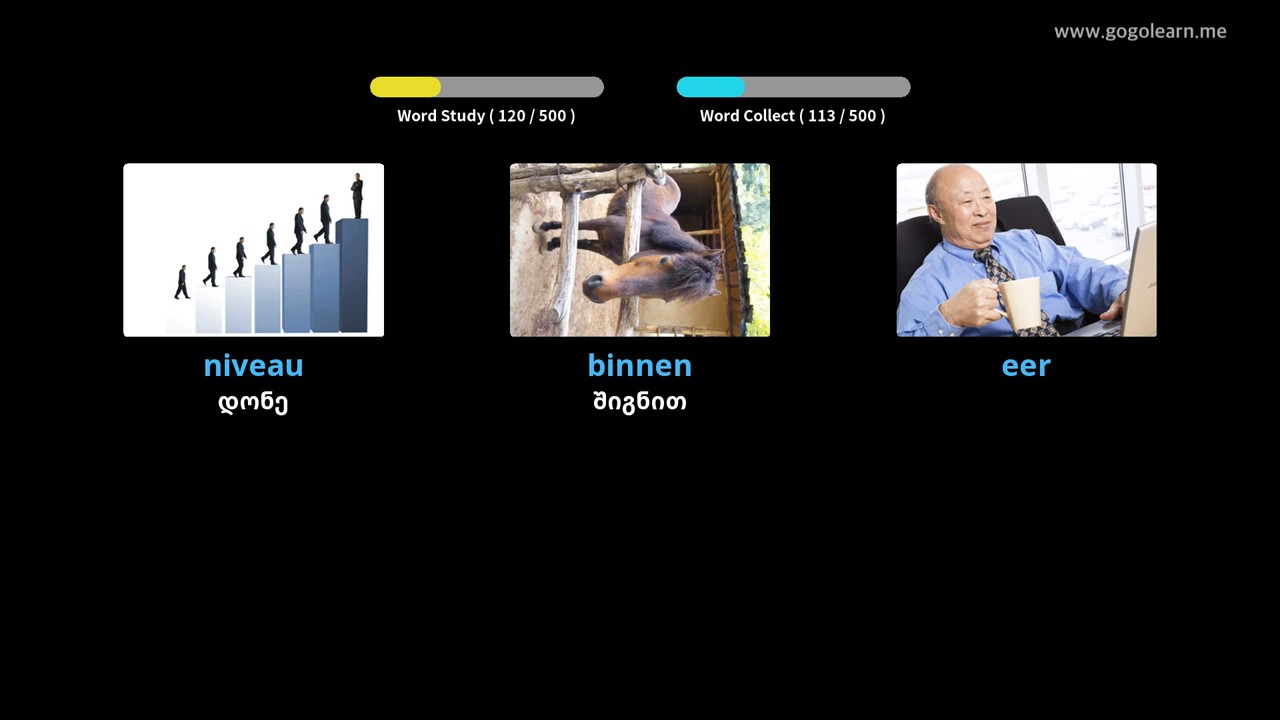 www.gogolearn.me
Word Study ( 120 / 500 )
Word Collect ( 113 / 500 )
niveau
binnen
eer
დონე
შიგნით